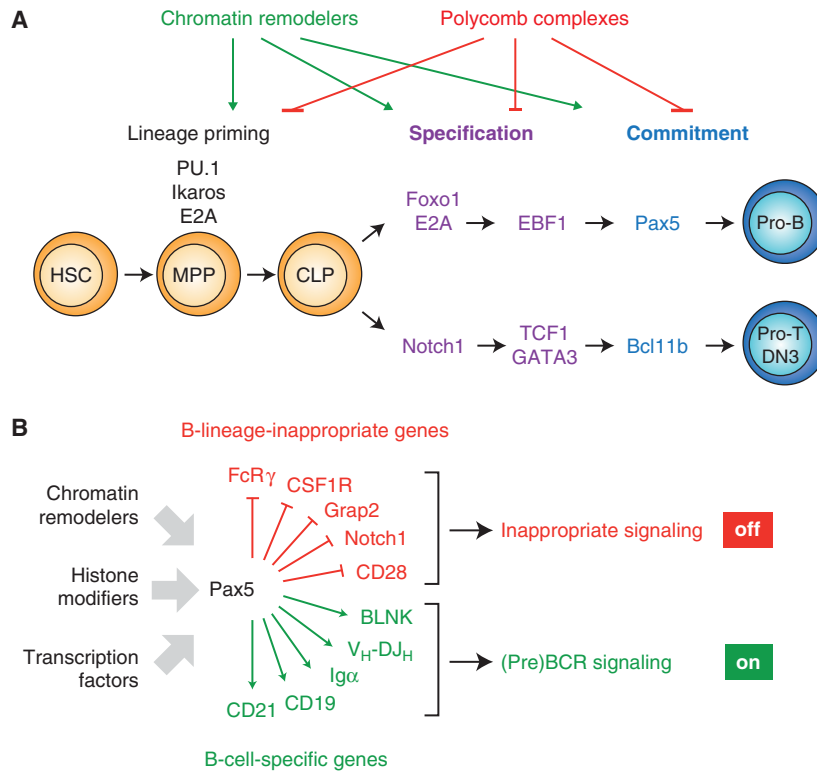 A
Chromatin remodelers
Polycomb complexes
Lineage priming
Specification
Commitment
PU.1
Ikaros
E2A
HSC
MPP
CLP
Foxo1
E2A
EBF1
Pax5
Pro-B
Notch1
TCF1
GATA3
Bcl11b
Pro-T
DN3
B
B-lineage-inappropriate genes
Chromatin
remodelers
Histone
modifiers
Transcription
factors
Pax5
FcRγ
CSF1R
Grap2
Notch1
CD28
Inappropriate signaling
off
BLNK
VH-DJH
Igα
CD19
CD21
(Pre)BCR signaling
on
B-cell-specific genes